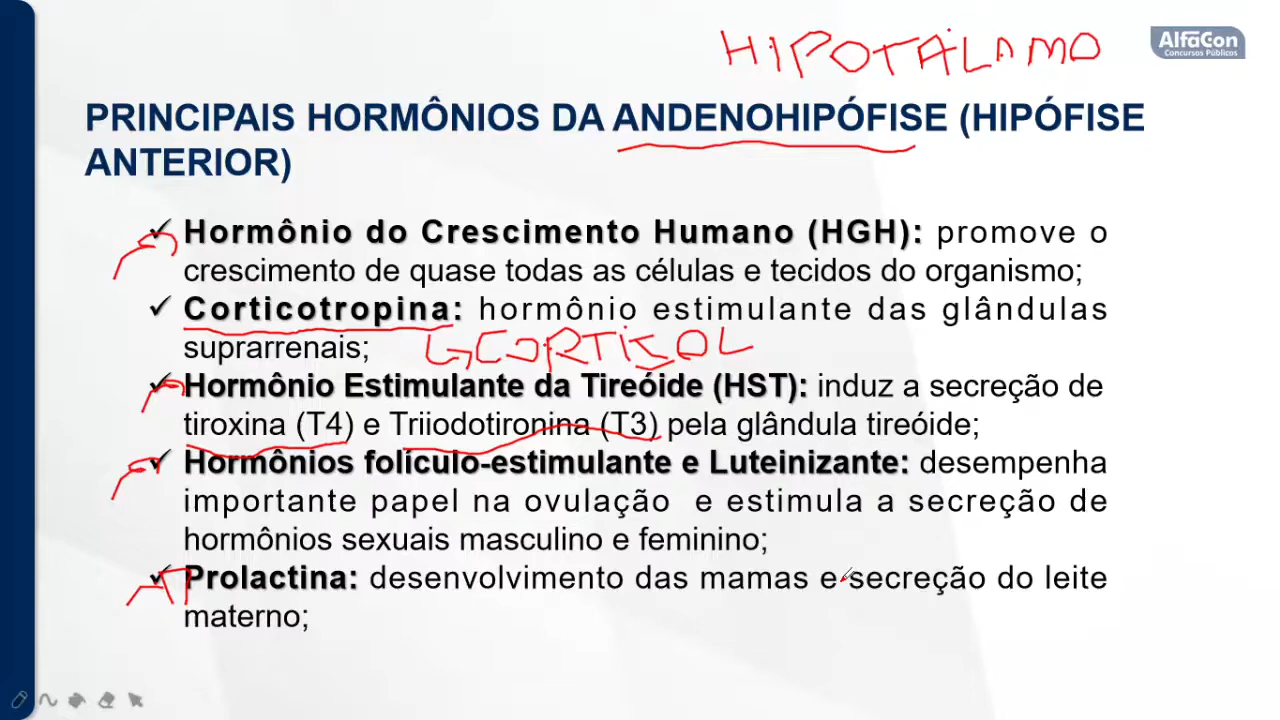 HIPOTÁLAMO
AlfaCon
Concursos Públicos
PRINCIPAIS HORMÔNIOS DA ANDENOHIPÓFISE (HIPÓFISE
ANTERIOR)
✓ Hormônio do Crescimento Humano (HGH): promove o
crescimento de quase todas as células e tecidos do organismo;
✓ Corticotropina: hormônio estimulante das glândulas
suprarrenais;
CORTISOL
✓ Hormônio Estimulante da Tireóide (HST): induz a secreção de
tiroxina (T4) e Triiodotironina (T3) pela glândula tireóide;
✓ Hormônios folículo-estimulante e Luteinizante: desempenha
importante papel na ovulação e estimula a secreção de
hormônios sexuais masculino e feminino;
✓ Prolactina: desenvolvimento das mamas e secreção do leite
materno;